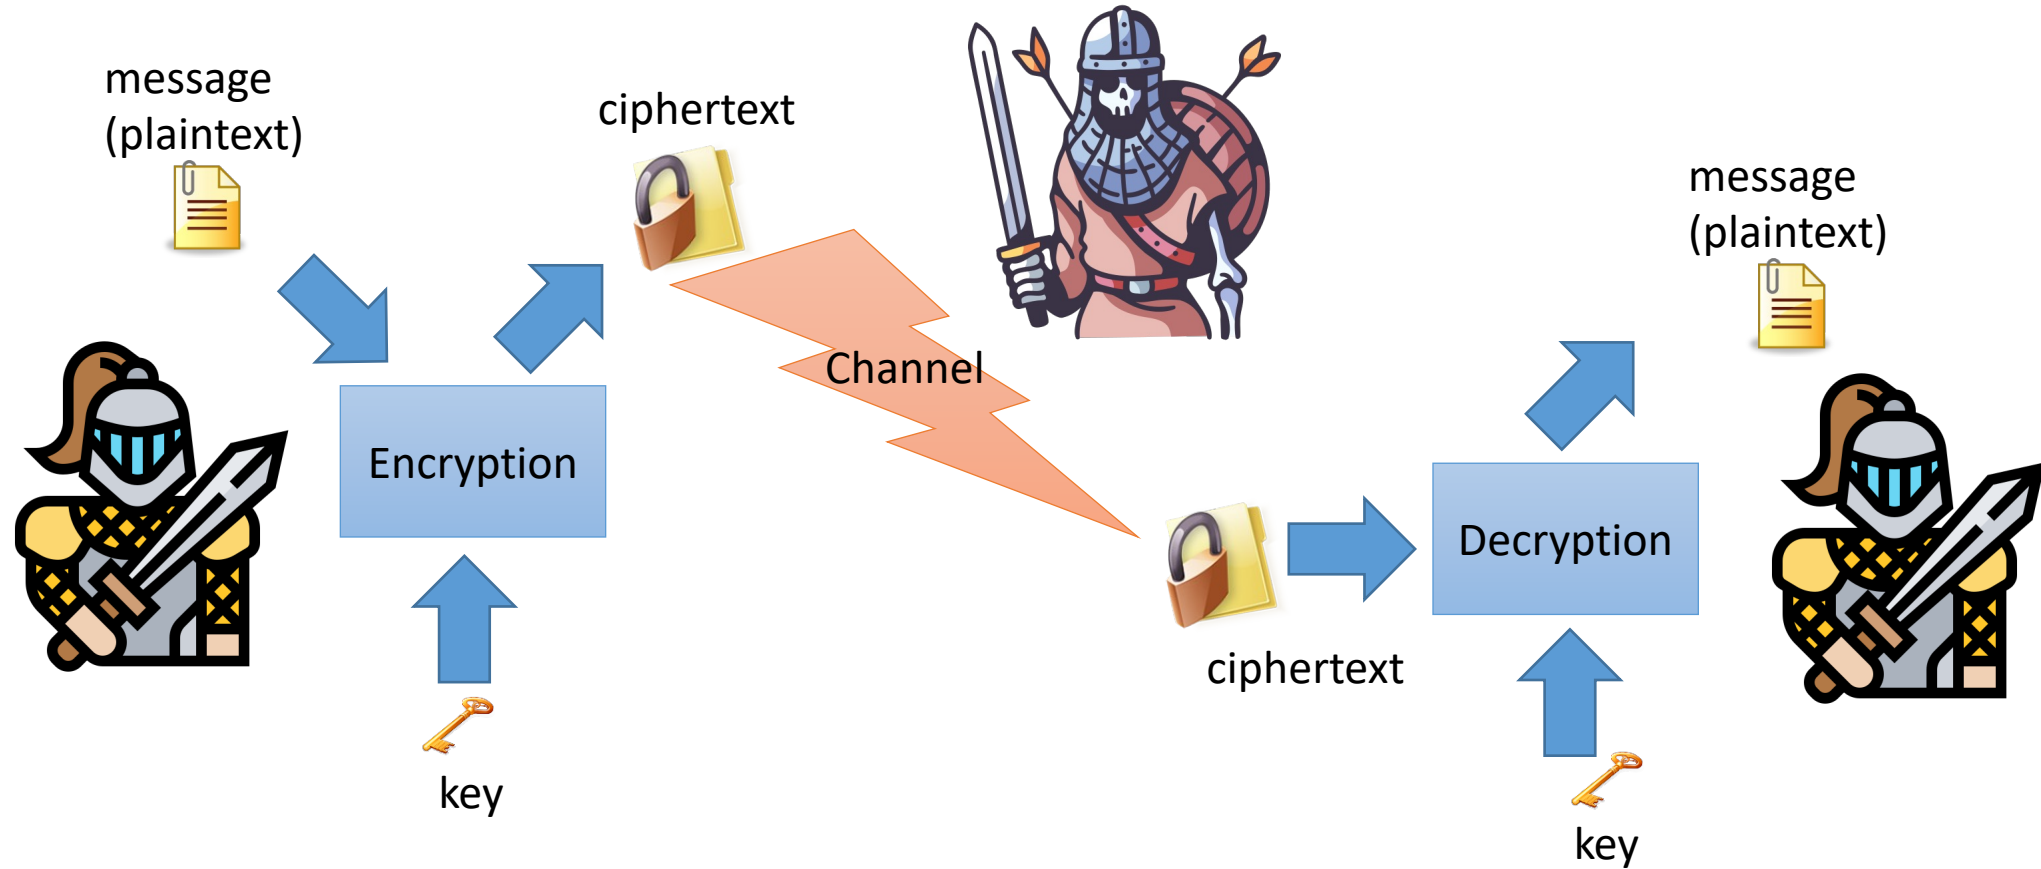 message
(plaintext)
ciphertext
Encryption
key
Channel
ciphertext
Decryption
key
message
(plaintext)